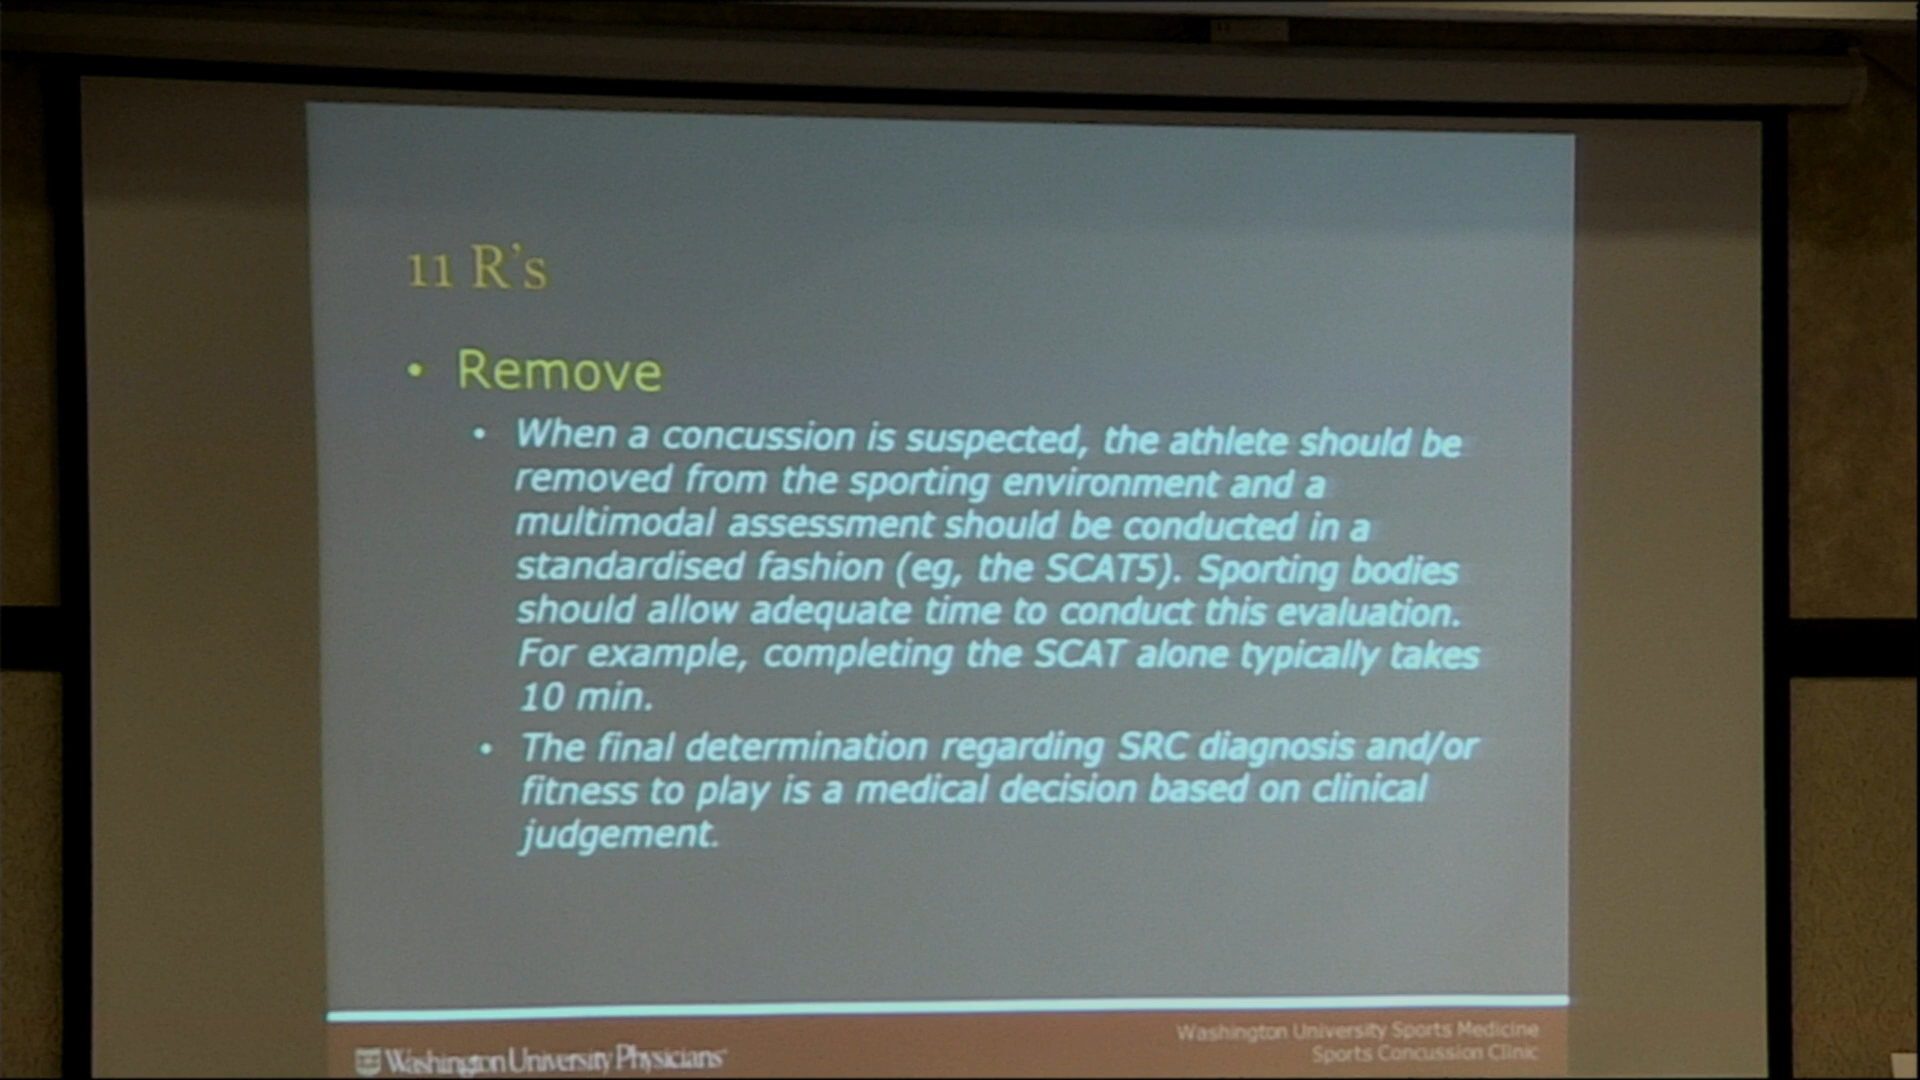 11 R's
• Remove
• When a concussion is suspected, the athlete should be
removed from the sporting environment and a
multimodal assessment should be conducted in a
standardised fashion (eg, the SCAT5). Sporting bodies
should allow adequate time to conduct this evaluation.
For example, completing the SCAT alone typically takes
10 min.
• The final determination regarding SRC diagnosis and/or
fitness to play is a medical decision based on clinical
judgement.
Washington University Physicians
Washington University Sports Medicine
Sports Concussion Clinic